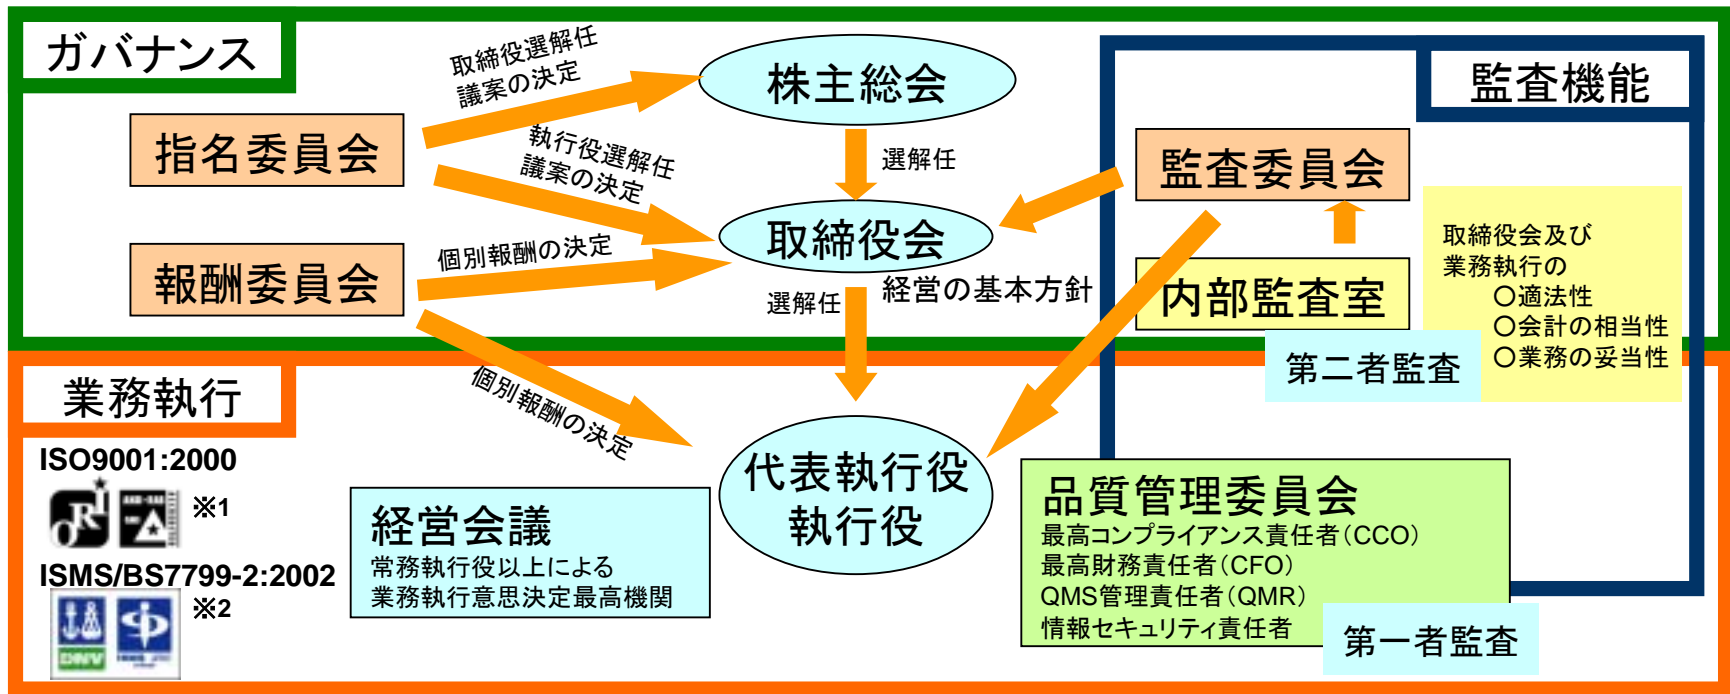 ガバナンス
取締役選解任
議案の決定
株主総会
監査機能
指名委員会
執行役選解任
議案の決定
選解任
監査委員会
取締役会
報酬委員会
個別報酬の決定
選解任
経営の基本方針
内部監査室
取締役会及び
業務執行の
○適法性
○会計の相当性
○業務の妥当性
第二者監査
業務執行
個別報酬の決定
ISO9001:2000
ORI
※1
ISMS/BS7799-2:2002
DNV
※2
経営会議
常務執行役以上による
業務執行意思決定最高機関
代表執行役
執行役
品質管理委員会
最高コンプライアンス責任者(CCO)
最高財務責任者(CFO)
QMS管理責任者(QMR)
情報セキュリティ責任者
第一者監査